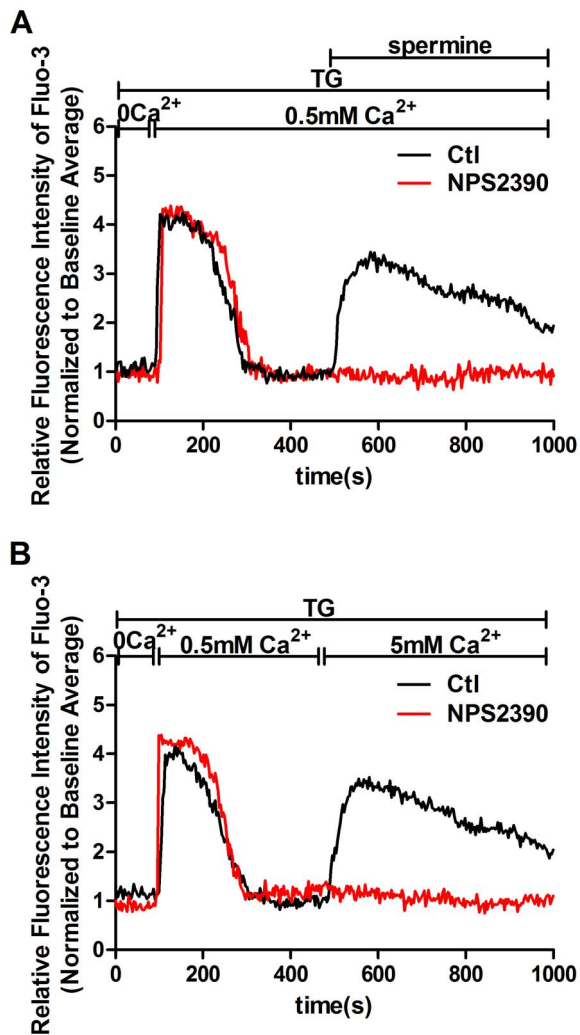 A
spermine
TG
0Ca2+ 0.5mM Ca2+
Relative Fluorescence Intensity of Fluo-3
(Normalized to Baseline Average)
6
5
4
3
2
1
0
Ctl
NPS2390
0 200 400 600 800 1000
time(s)
B
TG
0Ca2+ 0.5mM Ca2+ 5mM Ca2+
Relative Fluorescence Intensity of Fluo-3
(Normalized to Baseline Average)
6
5
4
3
2
1
0
Ctl
NPS2390
0 200 400 600 800 1000
time(s)